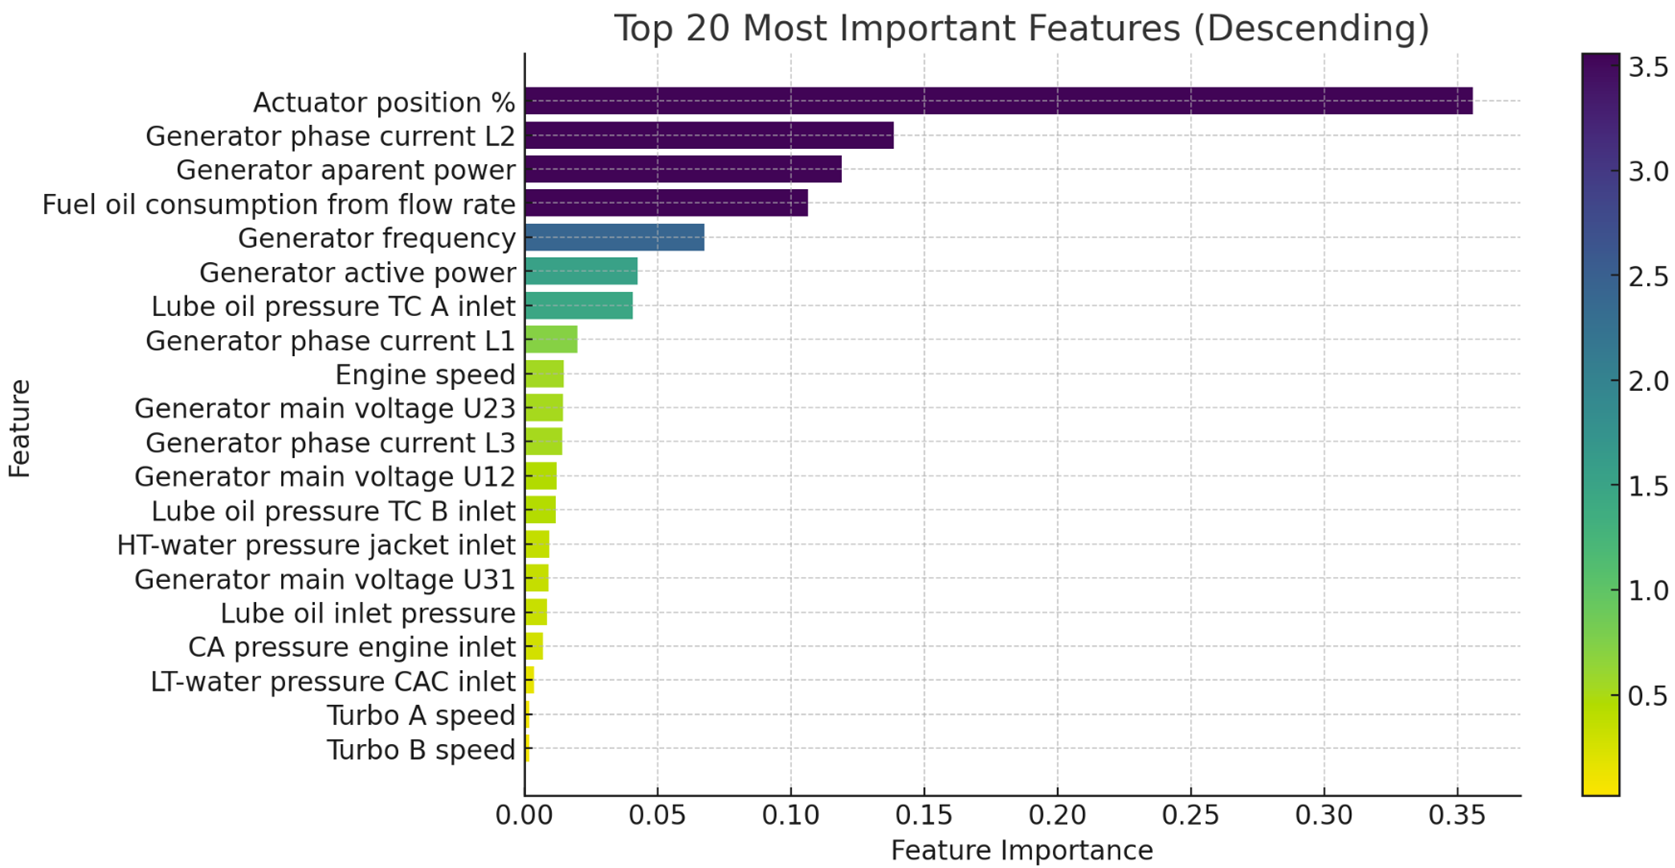 Top 20 Most Important Features (Descending)
Feature
Actuator position %
Generator phase current L2
Generator aparent power
Fuel oil consumption from flow rate
Generator frequency
Generator active power
Lube oil pressure TC A inlet
Generator phase current L1
Engine speed
Generator main voltage U23
Generator phase current L3
Generator main voltage U12
Lube oil pressure TC B inlet
HT-water pressure jacket inlet
Generator main voltage U31
Lube oil inlet pressure
CA pressure engine inlet
LT-water pressure CAC inlet
Turbo A speed
Turbo B speed
0.00 0.05 0.10 0.15 0.20 0.25 0.30 0.35
Feature Importance
3.5
3.0
2.5
2.0
1.5
1.0
0.5